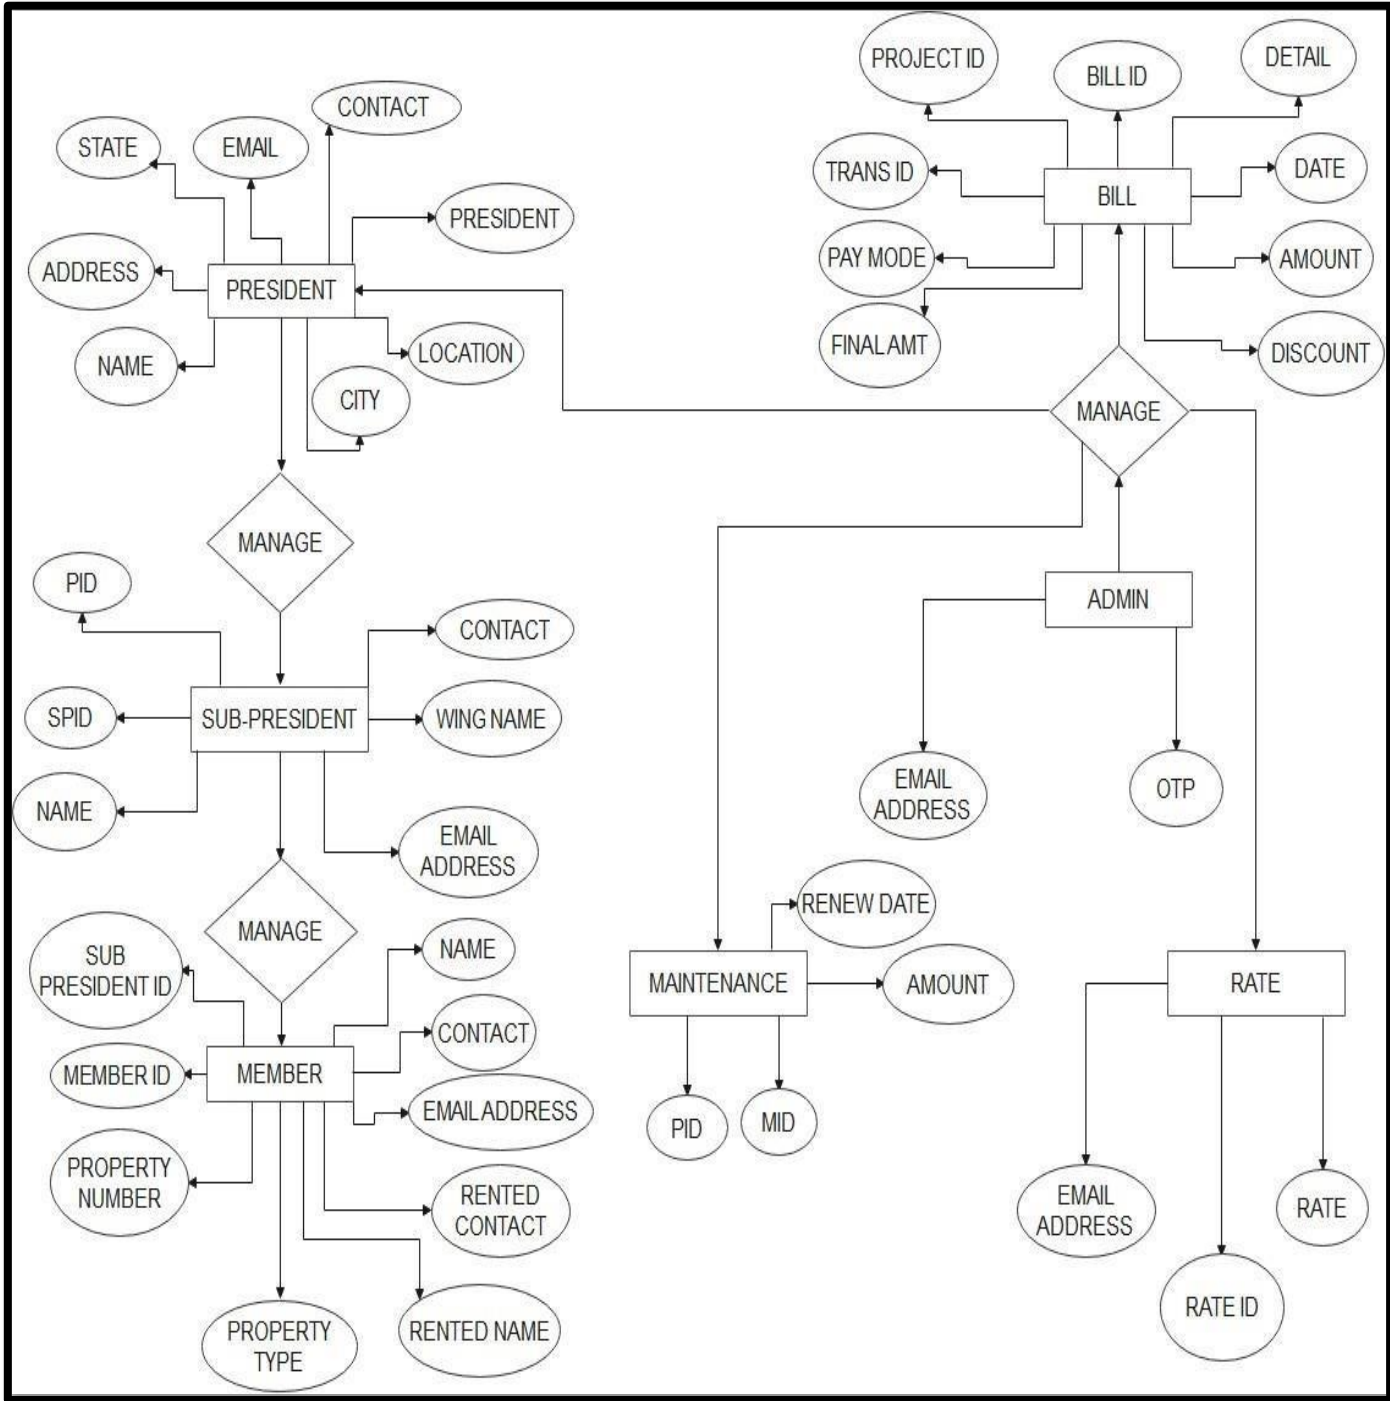 PROJECT ID
BILL ID
DETAIL
CONTACT
STATE
EMAIL
TRANS ID
DATE
BILL
PRESIDENT
PAY MODE
AMOUNT
ADDRESS
PRESIDENT
FINAL AMT
DISCOUNT
NAME
LOCATION
CITY
MANAGE
MANAGE
PID
ADMIN
CONTACT
SPID
SUB-PRESIDENT
WING NAME
EMAIL
ADDRESS
OTP
NAME
EMAIL
ADDRESS
RENEW DATE
MANAGE
NAME
SUB
PRESIDENT ID
MAINTENANCE
AMOUNT
RATE
CONTACT
MEMBER ID
MEMBER
EMAIL ADDRESS
PID
MID
PROPERTY
NUMBER
RENTED
CONTACT
EMAIL
ADDRESS
RATE
RATE ID
PROPERTY
TYPE
RENTED NAME